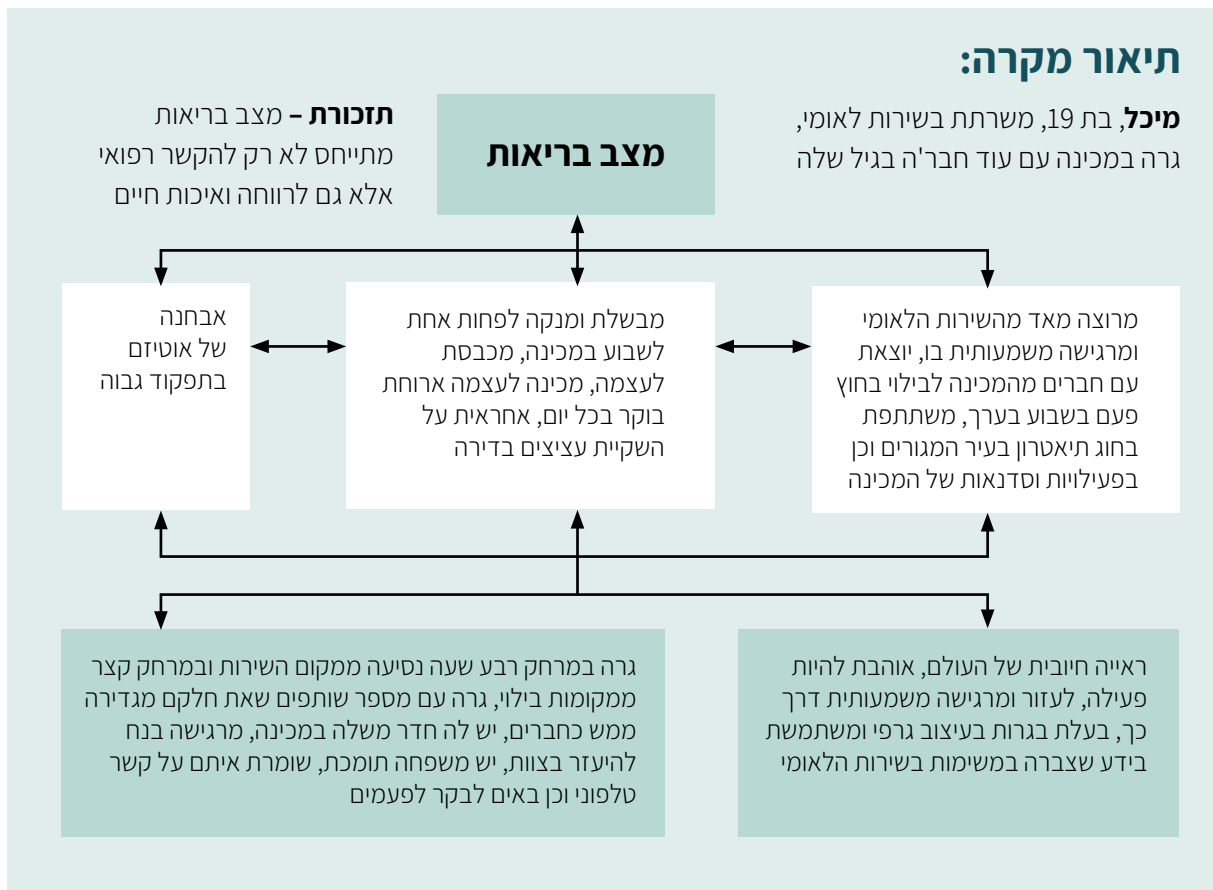 תיאור מקרה:
מיכל, בת 19, משרתת בשירות לאומי,
גרה במכינה עם עוד חבר'ה בגיל שלה
מצב בריאות
תזכורת – מצב בריאות
מתייחס לא רק להקשר רפואי
אלא גם לרווחה ואיכות חיים
מרוצה מאד מהשירות הלאומי
ומרגישה משמעותית בו, יוצאת
עם חברים מהמכינה לבילוי בחוץ
פעם בשבוע בערך, משתתפת
בחוג תיאטרון בעיר המגורים וכן
בפעילויות וסדנאות של המכינה
מבשלת ומנקה לפחות אחת
לשבוע במכינה, מכבסת
לעצמה, מכינה לעצמה ארוחת
בוקר בכל יום, אחראית על
השקיית עציצים בדירה
אבחנה
של אוטיזם
בתפקוד גבוה
ראייה חיובית של העולם, אוהבת להיות
פעילה, לעזור ומרגישה משמעותית דרך
כך, בעלת בגרות בעיצוב גרפי ומשתמשת
בידע שצברה במשימות בשירות הלאומי
גרה במרחק רבע שעה נסיעה ממקום השירות ובמרחק קצר
ממקומות בילוי, גרה עם מספר שותפים שאת חלקם מגדירה
ממש כחברים, יש לה חדר משלה במכינה, מרגישה בנח
להיעזר בצוות, יש משפחה תומכת, שומרת איתם על קשר
טלפוני וכן באים לבקר לפעמים